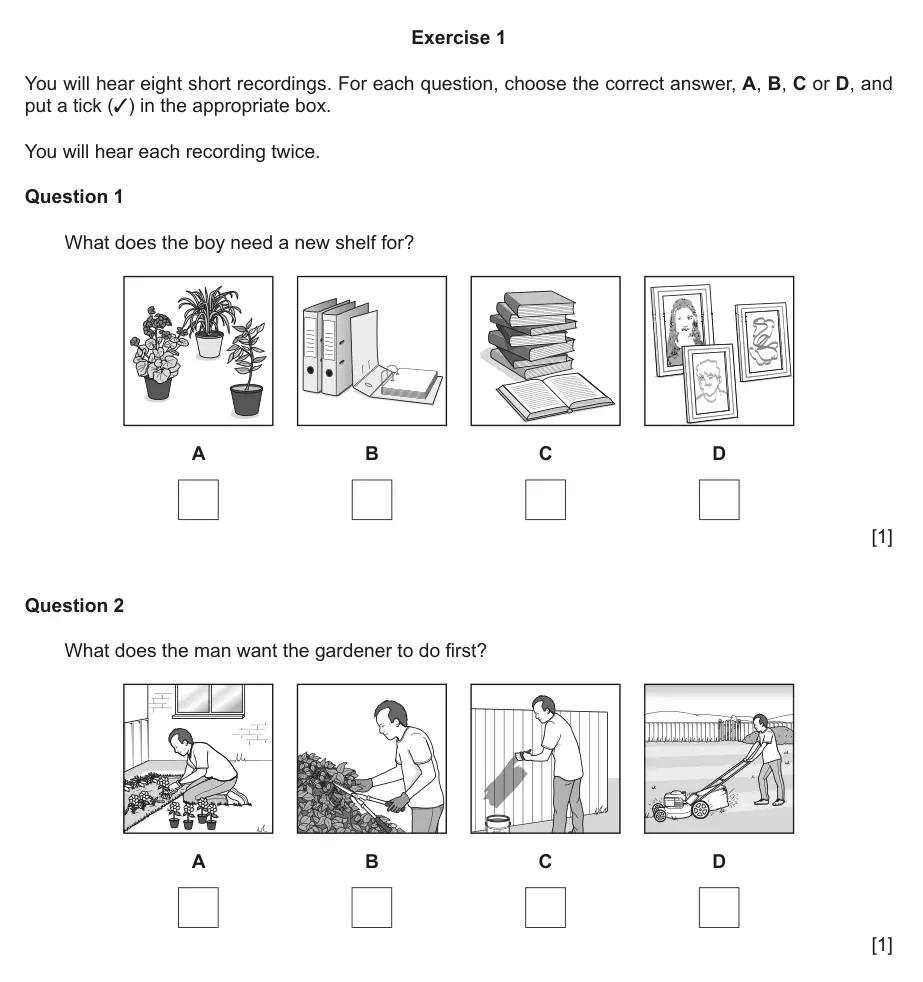 Exercise 1
You will hear eight short recordings. For each question, choose the correct answer, A, B, C or D, and
put a tick (✓) in the appropriate box.
You will hear each recording twice.
Question 1
What does the boy need a new shelf for?
A B C D
[1]
Question 2
What does the man want the gardener to do first?
A B C D
[1]